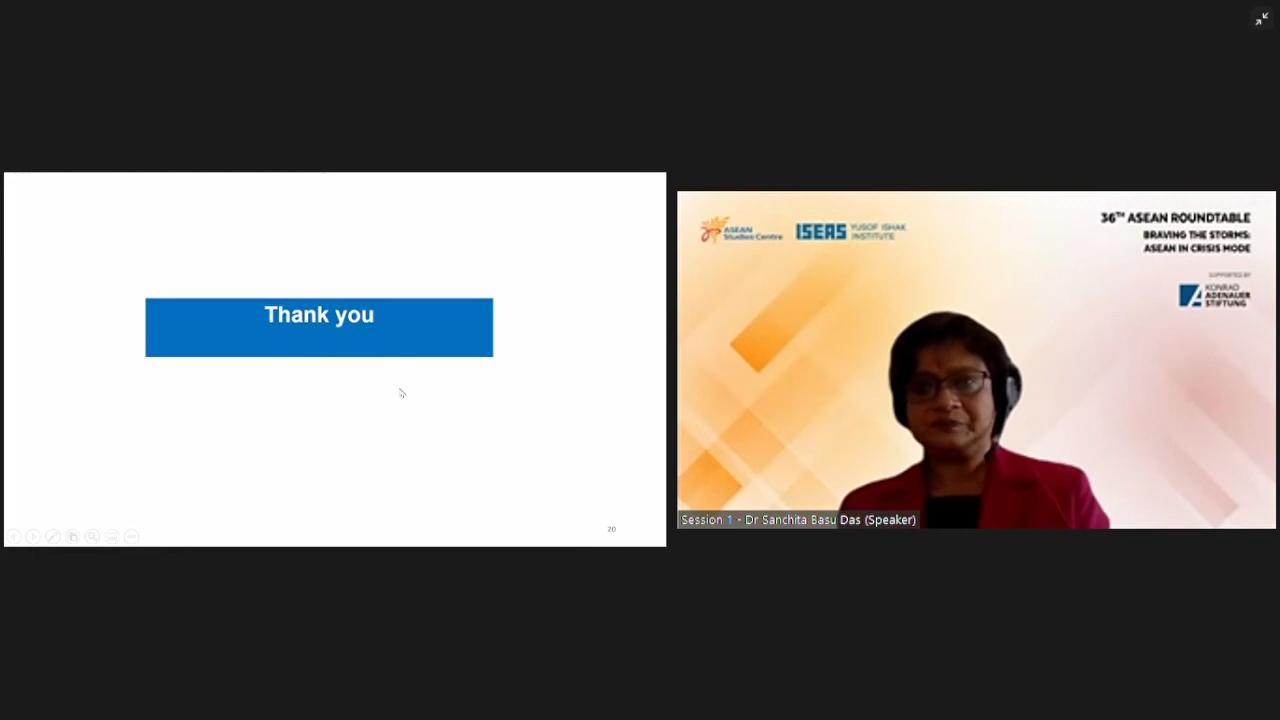 Thank you
20
ASEAN
Studies Centre
ISEAS YUSOF ISHAK
INSTITUTE
36TH ASEAN ROUNDTABLE
BRAVING THE STORMS:
ASEAN IN CRISIS MODE
SUPPORTED BY
KONRAD
ADENAUER
STIFTUNG
Session 1 - Dr Sanchita Basu Das (Speaker)